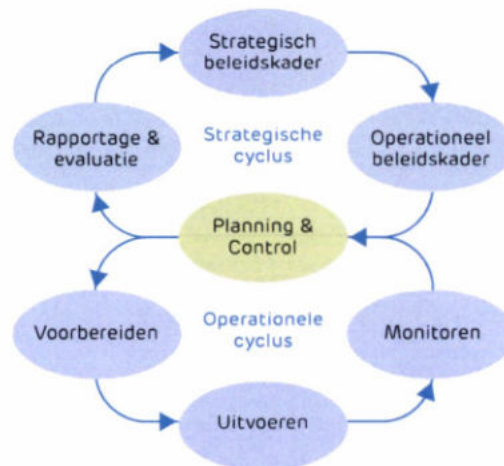 Strategisch
beleidskader
Rapportage &
evaluatie
Strategische
cyclus
Operationeel
beleidskader
Planning &
Control
Voorbereiden
Operationele
cyclus
Monitoren
Uitvoeren